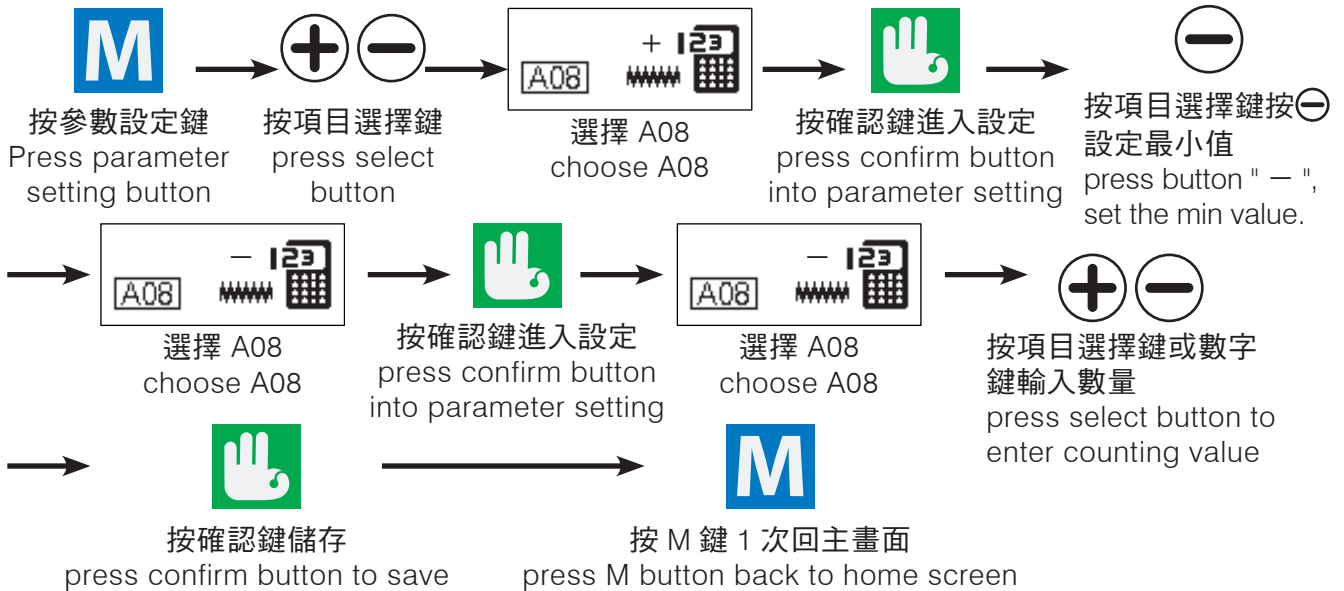 M
按參數設定鍵
Press parameter
setting button
按項目選擇鍵
press select
button
+ 123
A08
選擇 A08
choose A08
按確認鍵進入設定
press confirm button
into parameter setting
按項目選擇鍵按⊖
設定最小值
press button " − ",
set the min value.
− 123
A08
選擇 A08
choose A08
按確認鍵進入設定
press confirm button
into parameter setting
− 123
A08
選擇 A08
choose A08
按項目選擇鍵或數字
鍵輸入數量
press select button to
enter counting value
按確認鍵儲存
press confirm button to save
M
按 M 鍵 1 次回主畫面
press M button back to home screen